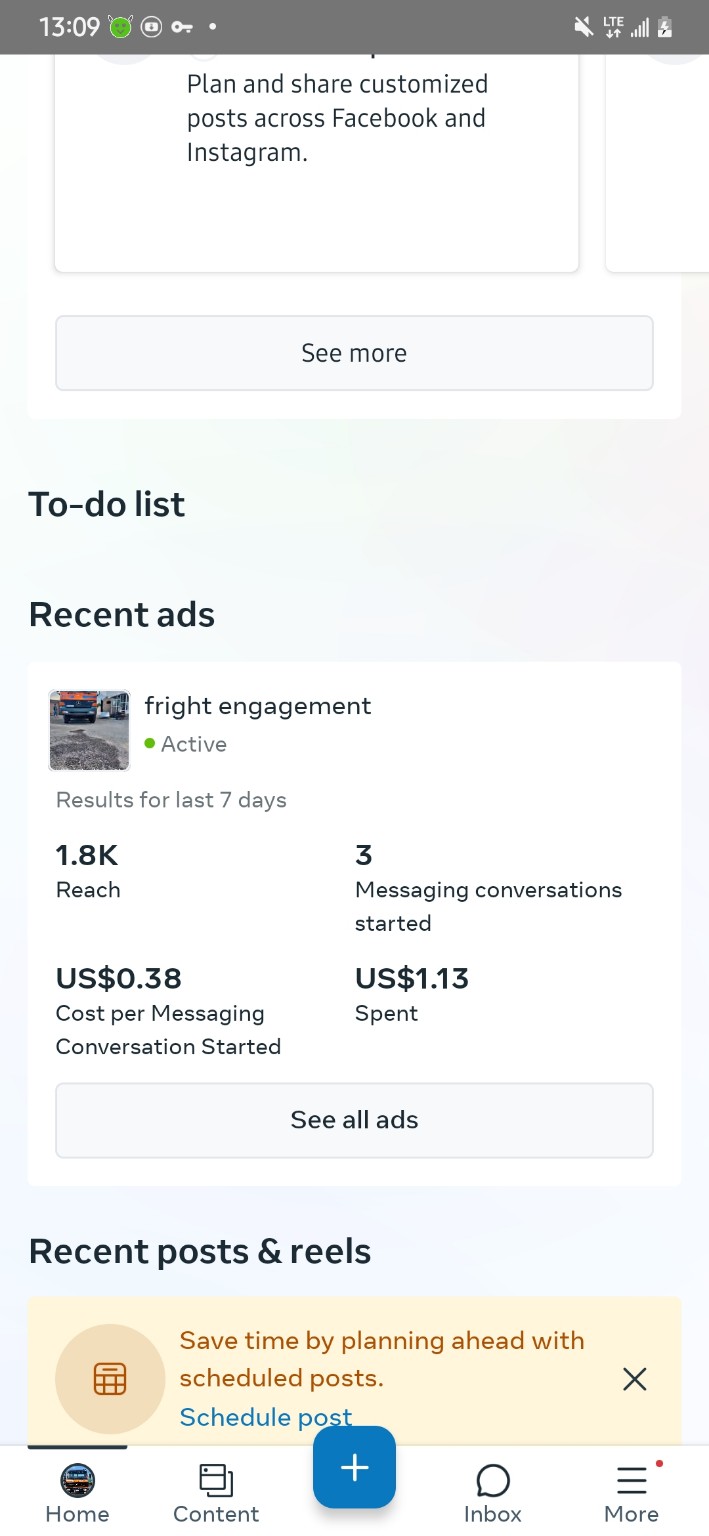 13:09
LTE
Plan and share customized
posts across Facebook and
Instagram.
See more
To-do list
Recent ads
fright engagement
Active
Results for last 7 days
1.8K
Reach
3
Messaging conversations
started
US$0.38
Cost per Messaging
Conversation Started
US$1.13
Spent
See all ads
Recent posts & reels
Save time by planning ahead with
scheduled posts.
Schedule post
Home
Content
Inbox
More